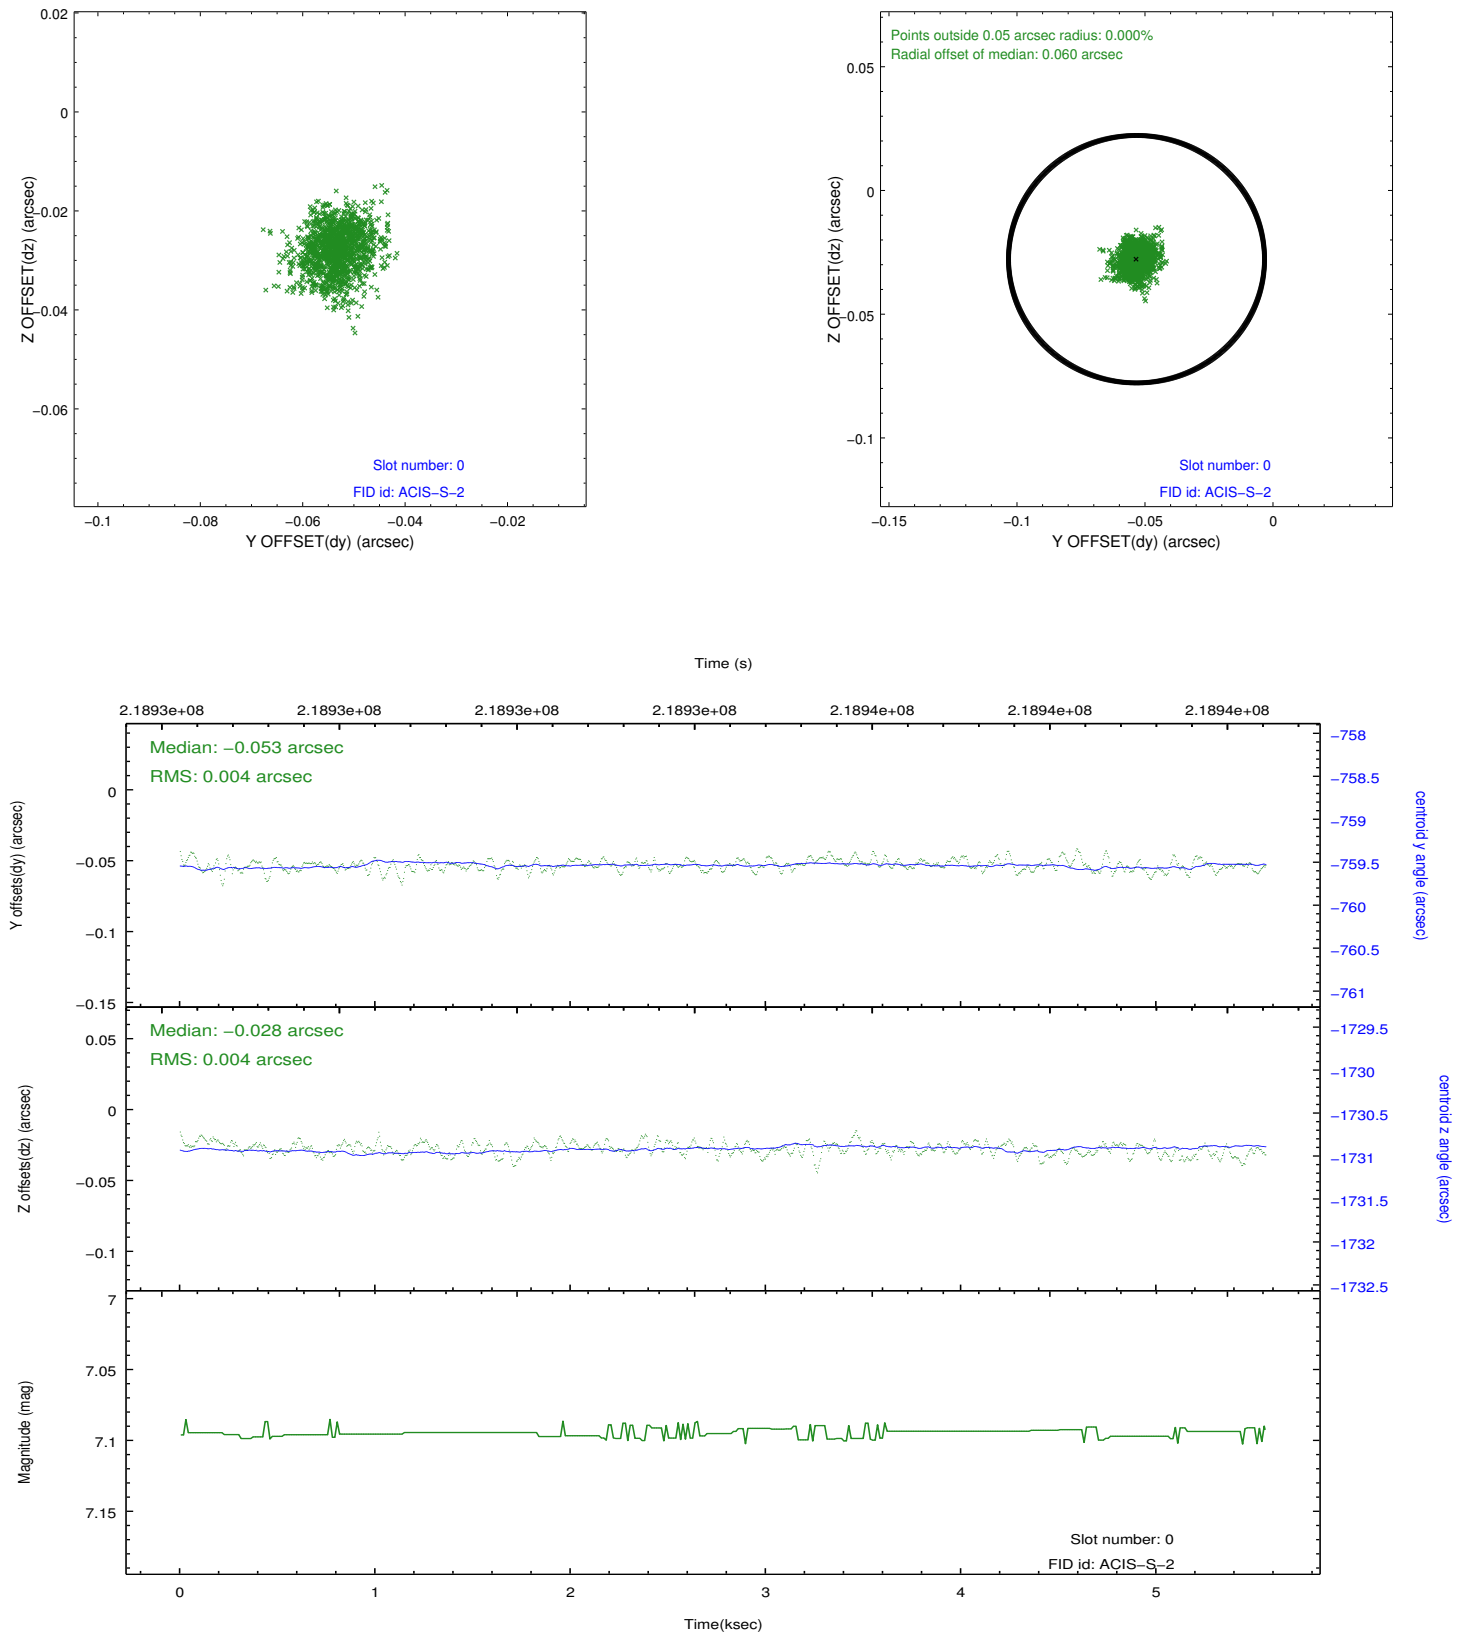 0.02
0
−0.02
−0.04
−0.06
Z OFFSET(dz) (arcsec)
Slot number: 0
FID id: ACIS−S−2
−0.1
−0.08
−0.06
−0.04
−0.02
Y OFFSET(dy) (arcsec)
Points outside 0.05 arcsec radius: 0.000%
Radial offset of median: 0.060 arcsec
0.05
0
−0.05
−0.1
Z OFFSET(dz) (arcsec)
Slot number: 0
FID id: ACIS−S−2
−0.15
−0.1
−0.05
0
Y OFFSET(dy) (arcsec)
Time (s)
2.1893e+08
2.1893e+08
2.1893e+08
2.1893e+08
2.1894e+08
2.1894e+08
2.1894e+08
Median: −0.053 arcsec
RMS: 0.004 arcsec
0
−0.05
−0.1
−0.15
Y offsets(dy) (arcsec)
−758
−758.5
−759
−759.5
−760
−760.5
−761
centroid y angle (arcsec)
Median: −0.028 arcsec
RMS: 0.004 arcsec
0.05
0
−0.05
−0.1
Z offsets(dz) (arcsec)
−1729.5
−1730
−1730.5
−1731
−1731.5
−1732
−1732.5
centroid z angle (arcsec)
7
7.05
7.1
7.15
Magnitude (mag)
Slot number: 0
FID id: ACIS−S−2
0
1
2
3
4
5
Time(ksec)